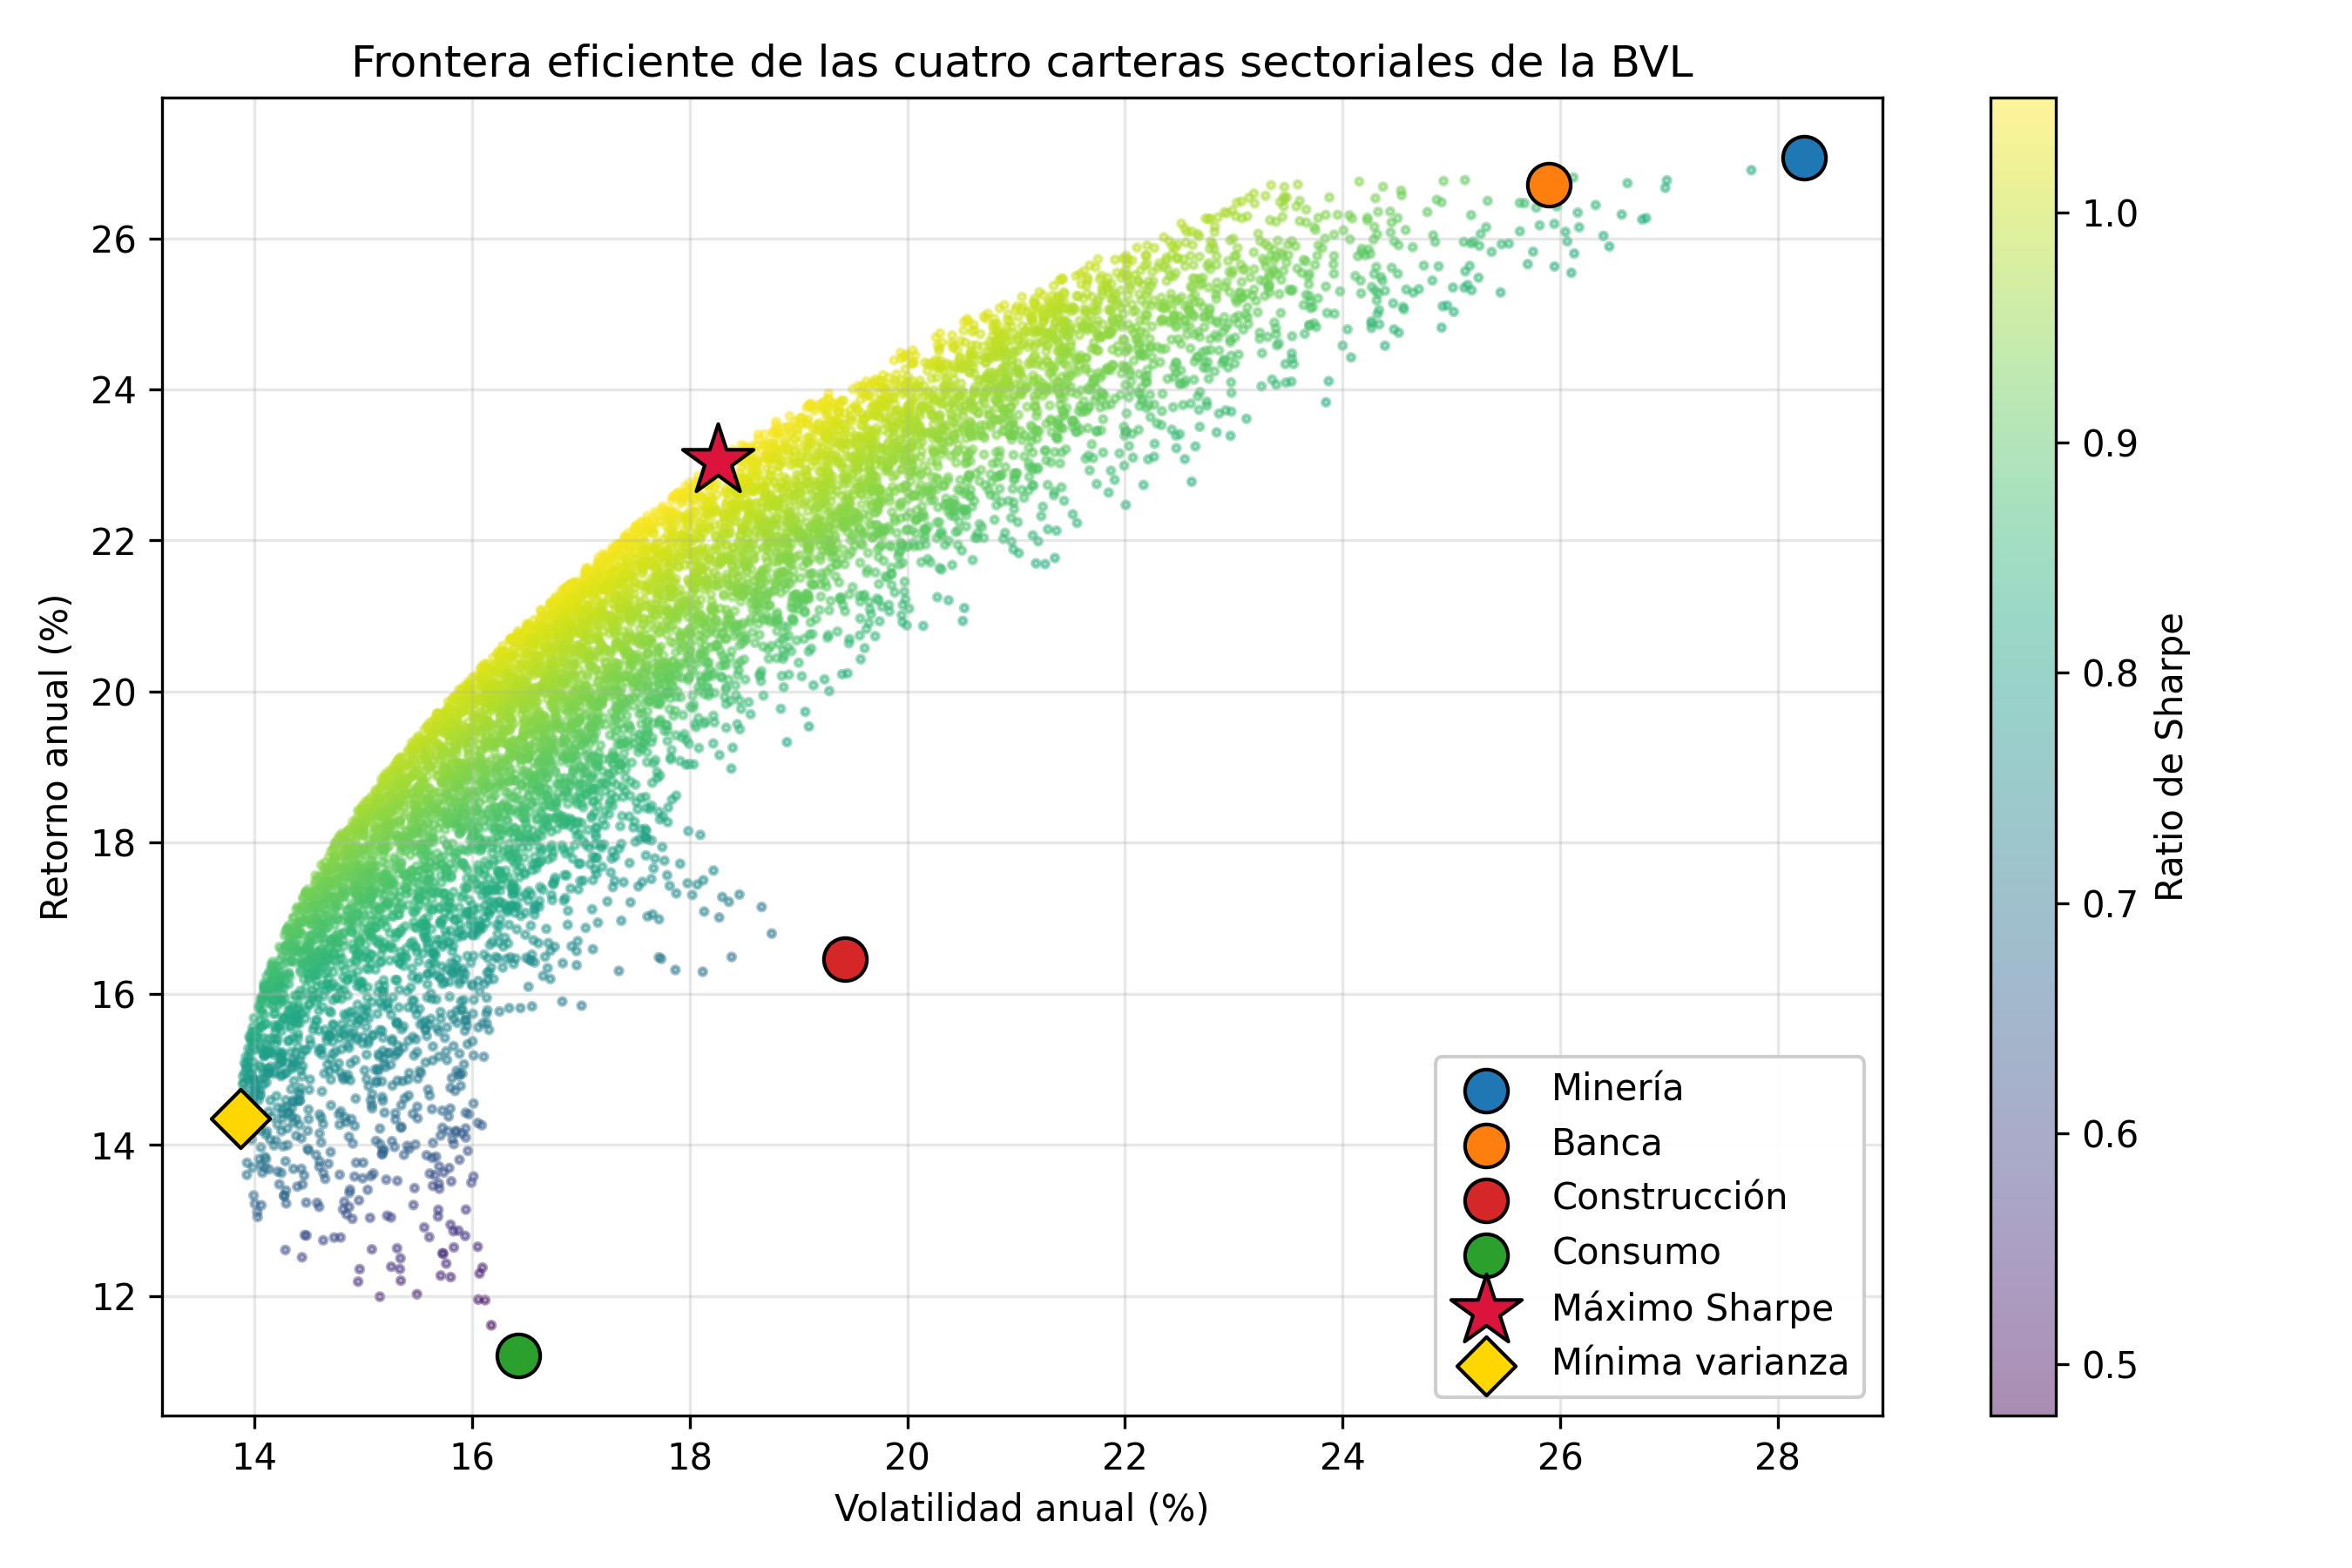 Frontera eficiente de las cuatro carteras sectoriales de la BVL
Retorno anual (%)
26
24
22
20
18
16
14
12
14 16 18 20 22 24 26 28
Volatilidad anual (%)
Minería
Banca
Construcción
Consumo
Máximo Sharpe
Mínima varianza
1.0
0.9
0.8
0.7
0.6
0.5
Ratio de Sharpe